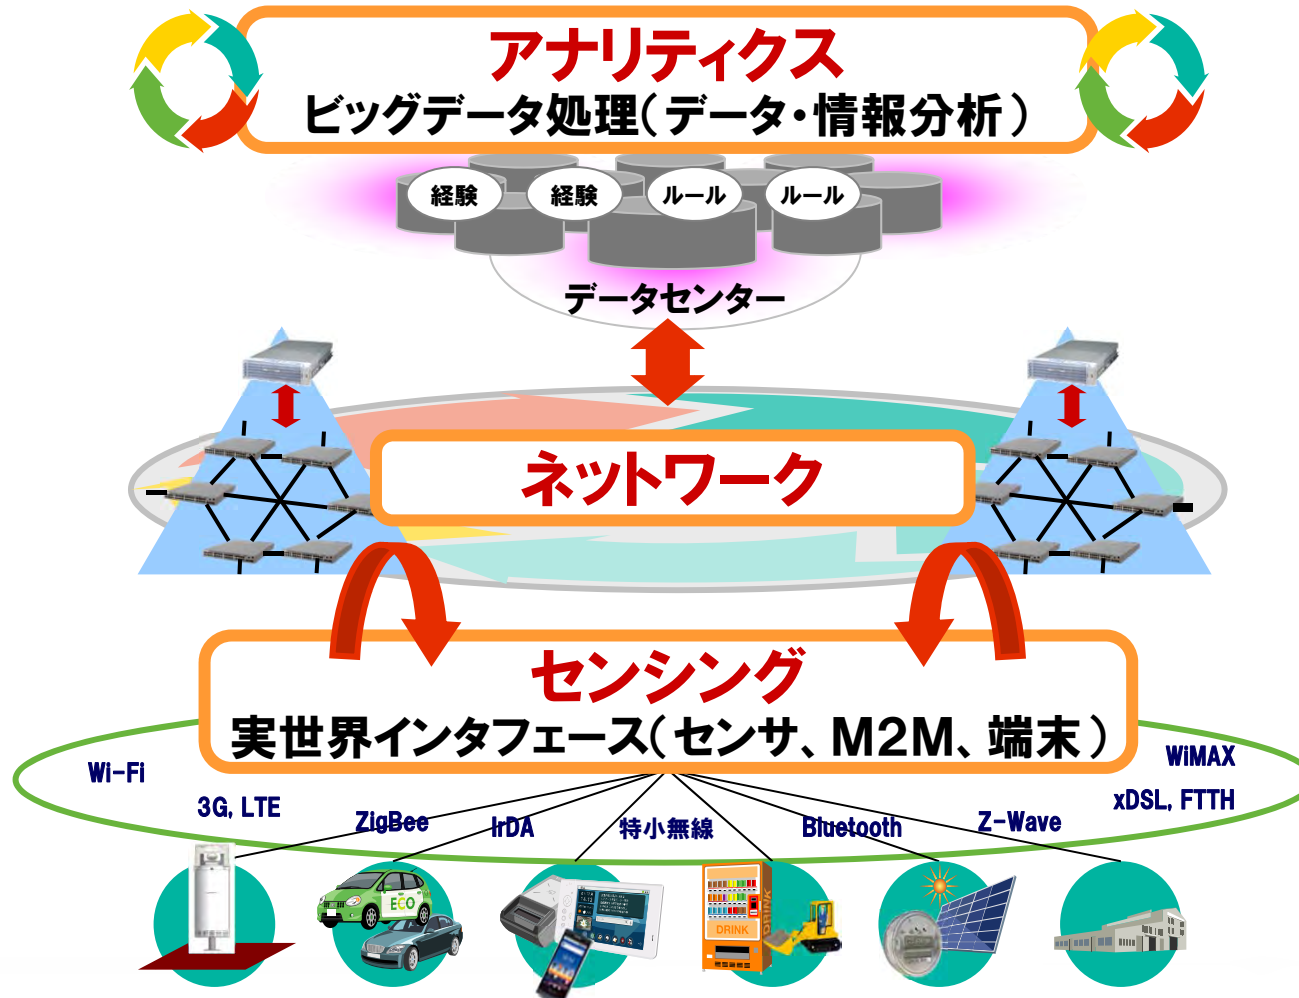 アナリティクス
ビッグデータ処理(データ・情報分析)
経験
経験
ルール
ルール
データセンター
ネットワーク
センシング
実世界インタフェース(センサ、M2M、端末)
Wi-Fi
WiMAX
3G, LTE
xDSL, FTTH
ZigBee
IrDA
特小無線
Bluetooth
Z-Wave
ECO
DRINK
DRINK